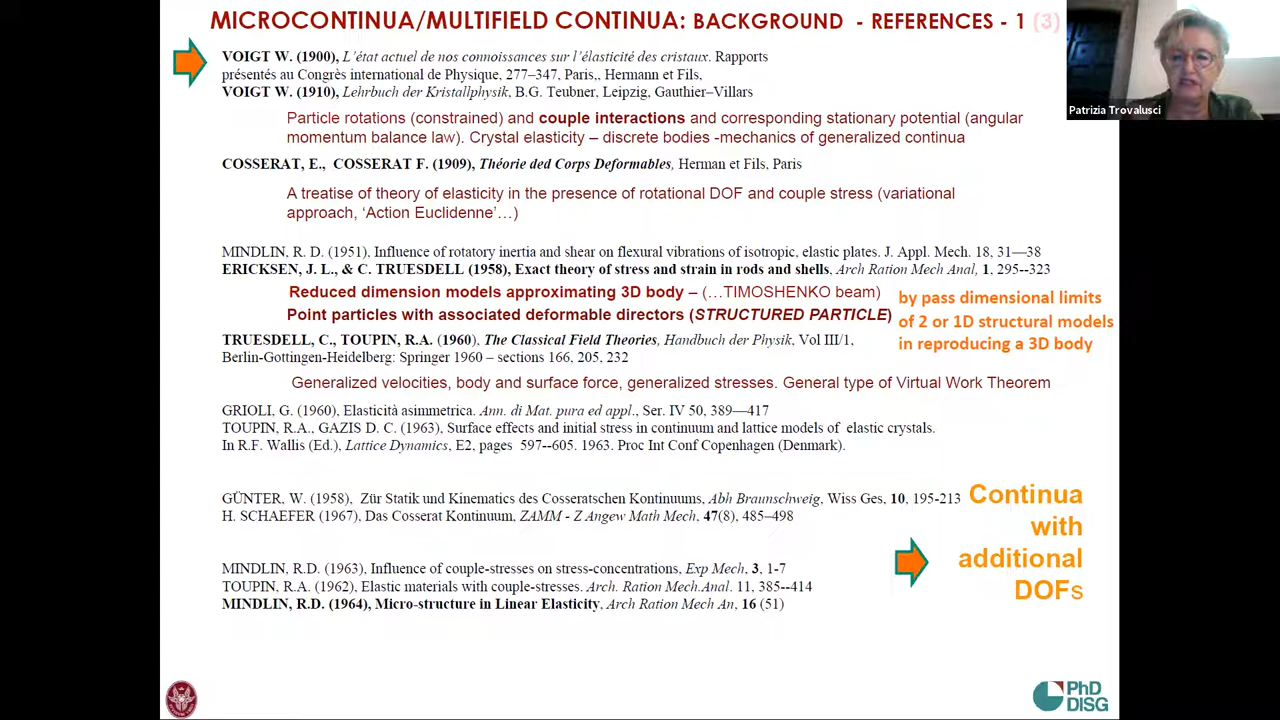 MICROCONTINUA/MULTIFIELD CONTINUA: BACKGROUND - REFERENCES - 1 (3)
Patrizia Trovalusci
VOIGT W. (1900), L'état actuel de nos connoissances sur l'élasticité des cristaux. Rapports
présentés au Congrès international de Physique, 277–347, Paris,, Hermann et Fils,
VOIGT W. (1910), Lehrbuch der Kristallphysik, B.G. Teubner, Leipzig, Gauthier–Villars
Particle rotations (constrained) and couple interactions and corresponding stationary potential (angular
momentum balance law). Crystal elasticity – discrete bodies -mechanics of generalized continua
COSSERAT, E., COSSERAT F. (1909), Théorie ded Corps Deformables, Herman et Fils, Paris
A treatise of theory of elasticity in the presence of rotational DOF and couple stress (variational
approach, 'Action Euclidenne'…)
MINDLIN, R. D. (1951), Influence of rotatory inertia and shear on flexural vibrations of isotropic, elastic plates. J. Appl. Mech. 18, 31—38
ERICKSEN, J. L., & C. TRUESDELL (1958), Exact theory of stress and strain in rods and shells, Arch Ration Mech Anal, 1, 295--323
Reduced dimension models approximating 3D body – (…TIMOSHENKO beam)
Point particles with associated deformable directors (STRUCTURED PARTICLE)
by pass dimensional limits
of 2 or 1D structural models
in reproducing a 3D body
TRUESDELL, C., TOUPIN, R.A. (1960), The Classical Field Theories, Handbuch der Physik, Vol III/1,
Berlin-Gottingen-Heidelberg: Springer 1960 – sections 166, 205, 232
Generalized velocities, body and surface force, generalized stresses. General type of Virtual Work Theorem
GRIOLI, G. (1960), Elasticità asimmetrica. Ann. di Mat. pura ed appl., Ser. IV 50, 389—417
TOUPIN, R.A., GAZIS D. C. (1963), Surface effects and initial stress in continuum and lattice models of elastic crystals.
In R.F. Wallis (Ed.), Lattice Dynamics, E2, pages 597--605. 1963. Proc Int Conf Copenhagen (Denmark).
GÜNTER, W. (1958), Zür Statik und Kinematics des Cosseratschen Kontinuums, Abh Braunschweig, Wiss Ges, 10, 195-213
H. SCHAEFER (1967), Das Cosserat Kontinuum, ZAMM - Z Angew Math Mech, 47(8), 485–498
Continua
with
additional
DOFs
MINDLIN, R.D. (1963), Influence of couple-stresses on stress-concentrations, Exp Mech, 3, 1-7
TOUPIN, R.A. (1962), Elastic materials with couple-stresses. Arch. Ration Mech.Anal. 11, 385--414
MINDLIN, R.D. (1964), Micro-structure in Linear Elasticity, Arch Ration Mech An, 16 (51)
PhD
DISG